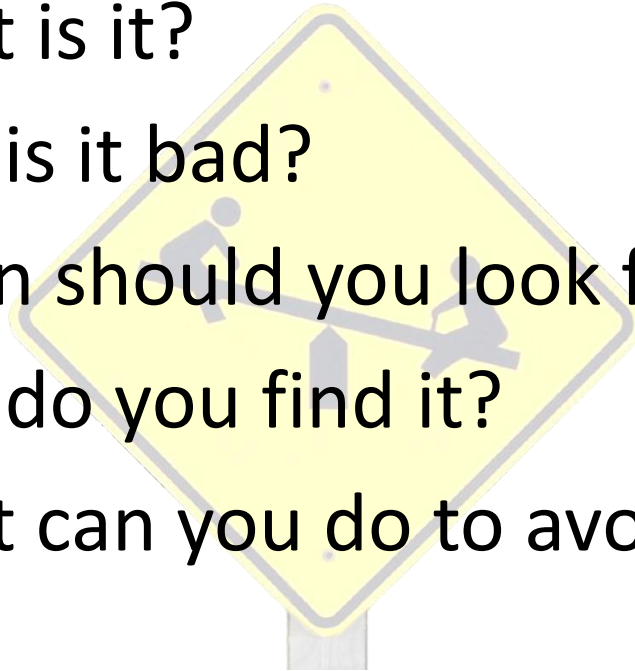 t is it?
is it bad?
n should you look f
do you find it?
t can you do to avo